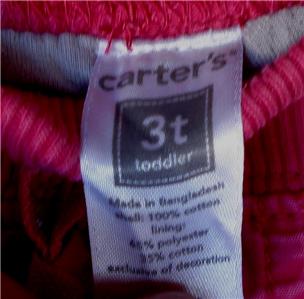 carter's
3t
toddler
Made in Bangladesh
shell: 100% cotton
lining:
65% polyester
35% cotton
exclusive of decoration